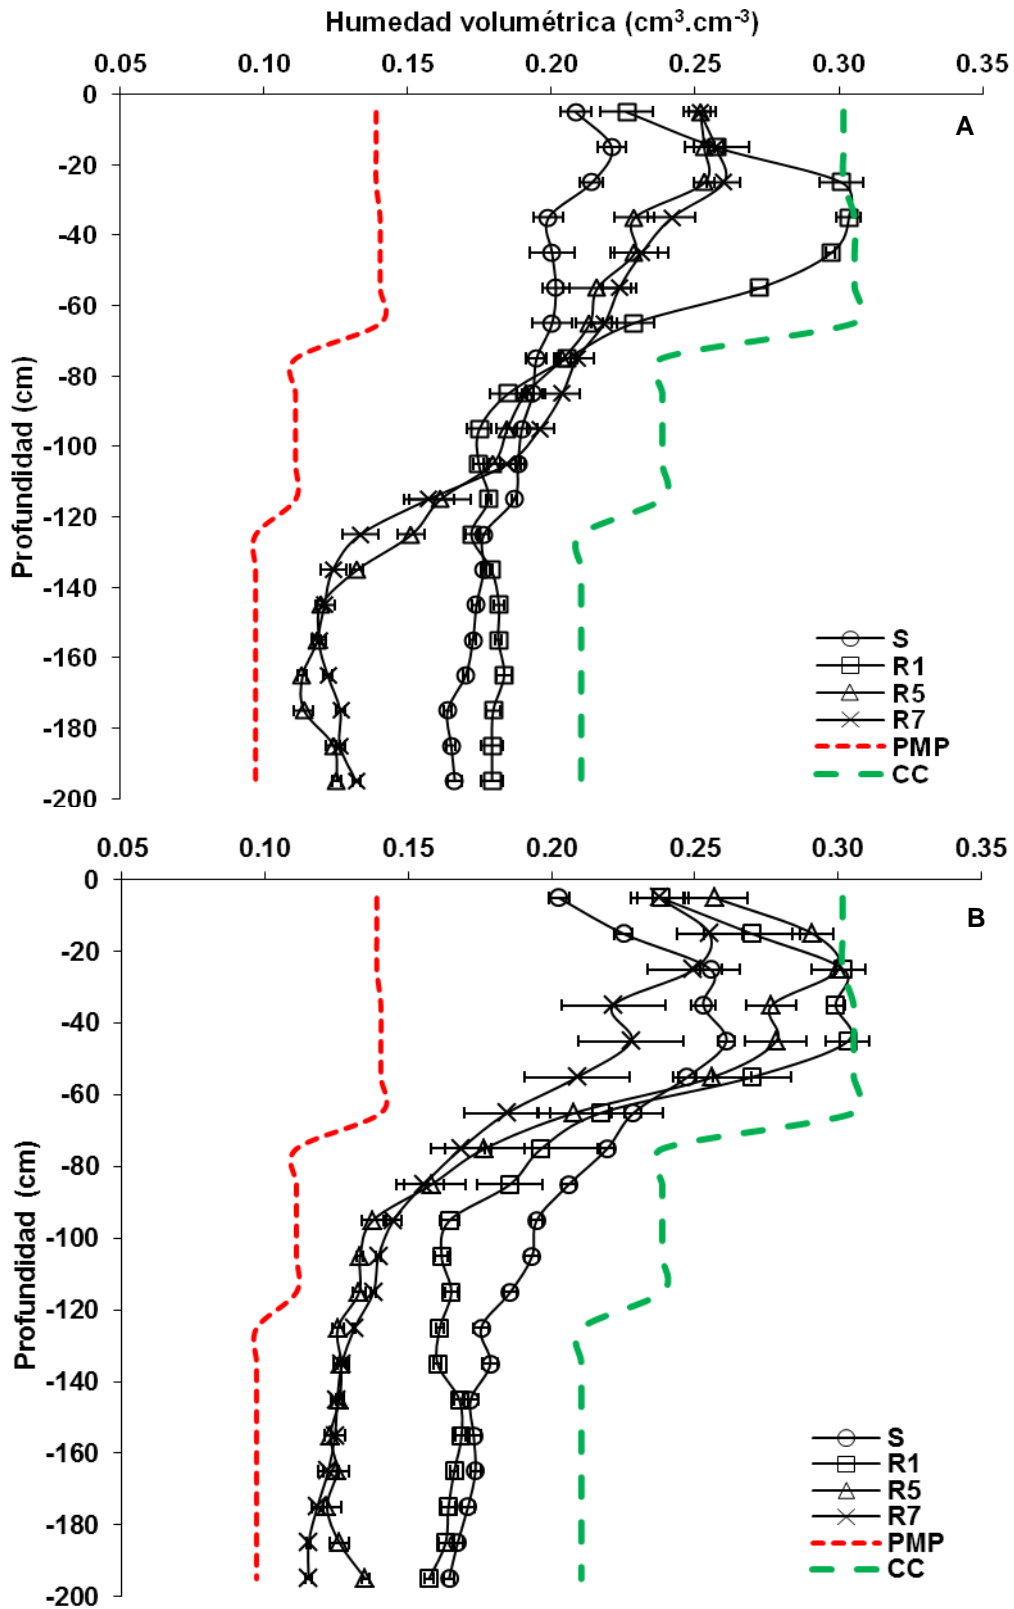 Humedad volumétrica (cm³.cm⁻³)
0.05 0.10 0.15 0.20 0.25 0.30 0.35
0
-20
-40
-60
-80
-100
-120
-140
-160
-180
-200
Profundidad (cm)
A
S
R1
R5
R7
PMP
CC
0.05 0.10 0.15 0.20 0.25 0.30 0.35
0
-20
-40
-60
-80
-100
-120
-140
-160
-180
-200
Profundidad (cm)
B
S
R1
R5
R7
PMP
CC